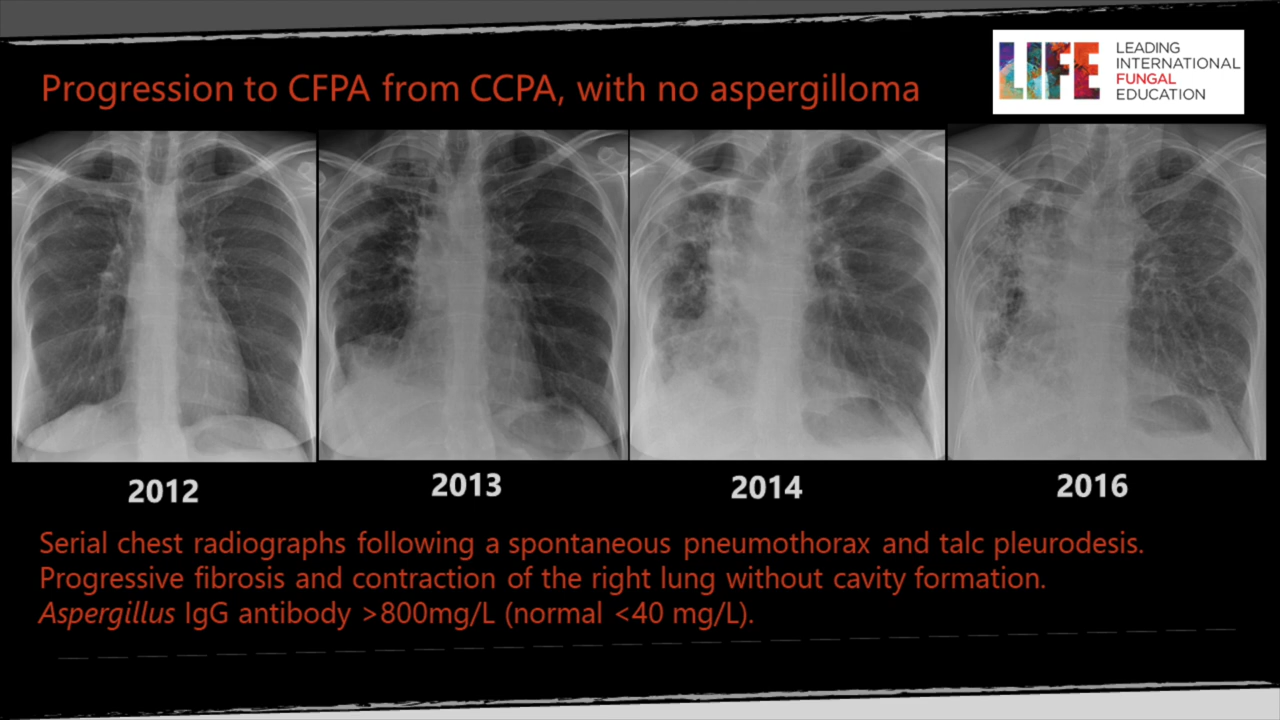 Progression to CFPA from CCPA, with no aspergilloma
LIFE
LEADING
INTERNATIONAL
FUNGAL
EDUCATION
2012
2013
2014
2016
Serial chest radiographs following a spontaneous pneumothorax and talc pleurodesis.
Progressive fibrosis and contraction of the right lung without cavity formation.
Aspergillus IgG antibody >800mg/L (normal <40 mg/L).